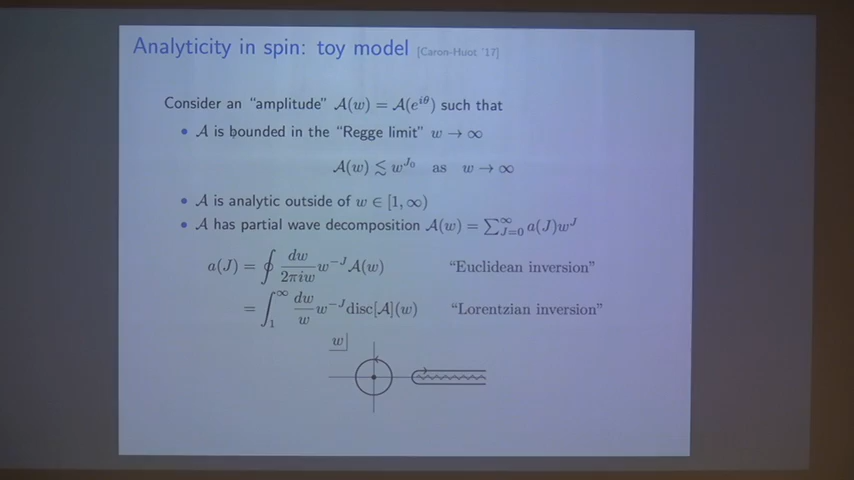 Analyticity in spin: toy model [Caron-Huot '17]
Consider an “amplitude” 𝒜(w) = 𝒜(e^{iθ}) such that
• 𝒜 is bounded in the “Regge limit” w → ∞
𝒜(w) ≲ w^{J₀} as w → ∞
• 𝒜 is analytic outside of w ∈ [1, ∞)
• 𝒜 has partial wave decomposition 𝒜(w) = ∑_{J=0}^{∞} a(J)w^J
a(J) = ∮ dw/(2πiw) w^{−J} 𝒜(w) “Euclidean inversion”
= ∫_1^∞ dw/w w^{−J} disc[𝒜](w) “Lorentzian inversion”
w